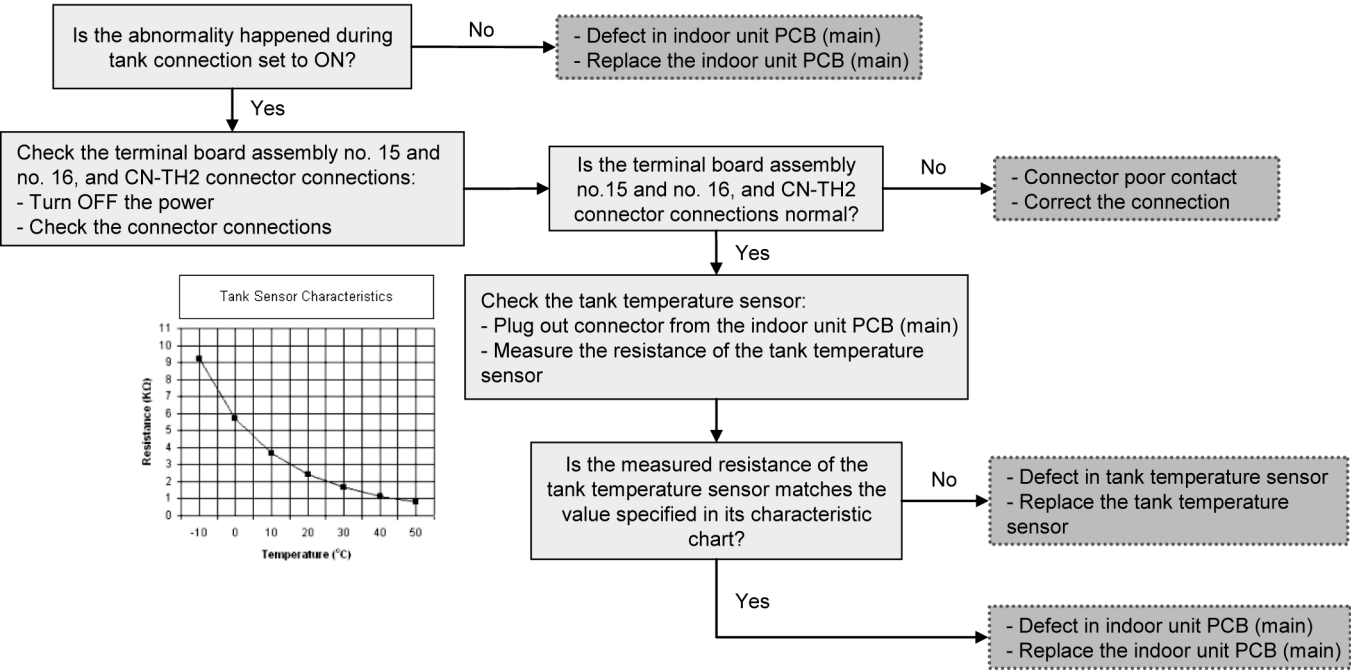 Is the abnormality happened during
tank connection set to ON?
No
- Defect in indoor unit PCB (main)
- Replace the indoor unit PCB (main)
Yes
Check the terminal board assembly no. 15 and
no. 16, and CN-TH2 connector connections:
- Turn OFF the power
- Check the connector connections
Is the terminal board assembly
no.15 and no. 16, and CN-TH2
connector connections normal?
No
- Connector poor contact
- Correct the connection
Yes
Check the tank temperature sensor:
- Plug out connector from the indoor unit PCB (main)
- Measure the resistance of the tank temperature
sensor
Tank Sensor Characteristics
Resistance (KΩ)
11
10
9
8
7
6
5
4
3
2
1
0
-10 0 10 20 30 40 50
Temperature (°C)
Is the measured resistance of the
tank temperature sensor matches the
value specified in its characteristic
chart?
No
- Defect in tank temperature sensor
- Replace the tank temperature
sensor
Yes
- Defect in indoor unit PCB (main)
- Replace the indoor unit PCB (main)